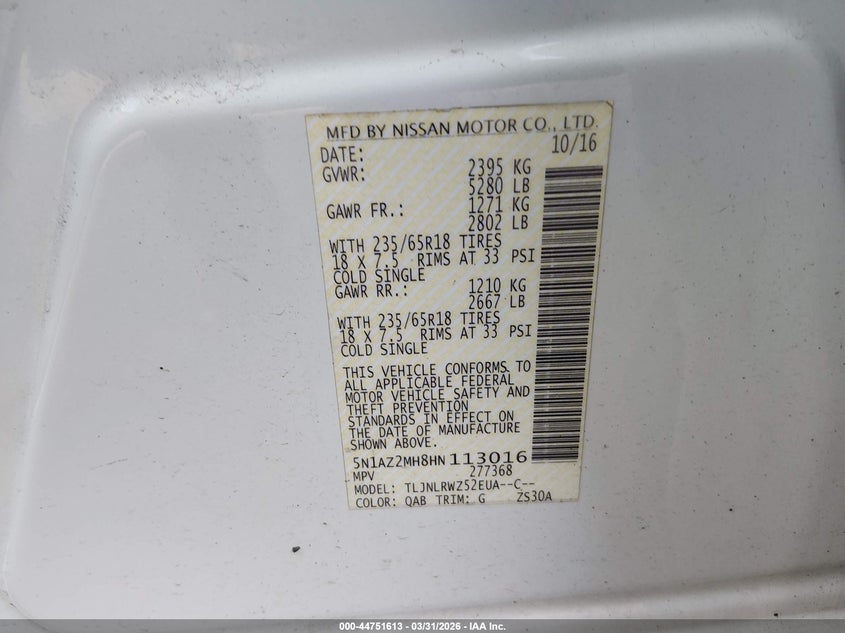 MFD BY NISSAN MOTOR CO., LTD.
DATE: 10/16
GVWR: 2395 KG
5280 LB
GAWR FR.: 1271 KG
2802 LB
WITH 235/65R18 TIRES
18 X 7.5 RIMS AT 33 PSI
COLD SINGLE
GAWR RR.: 1210 KG
2667 LB
WITH 235/65R18 TIRES
18 X 7.5 RIMS AT 33 PSI
COLD SINGLE
THIS VEHICLE CONFORMS TO
ALL APPLICABLE FEDERAL
MOTOR VEHICLE SAFETY AND
THEFT PREVENTION
STANDARDS IN EFFECT ON
THE DATE OF MANUFACTURE
SHOWN ABOVE.
5N1AZ2MH8HN 113016
MPV 277368
MODEL: TLJNLRWZ52EUA--C--
COLOR: QAB TRIM: G ZS30A
000-44751613 - 03/31/2026 - IAA Inc.